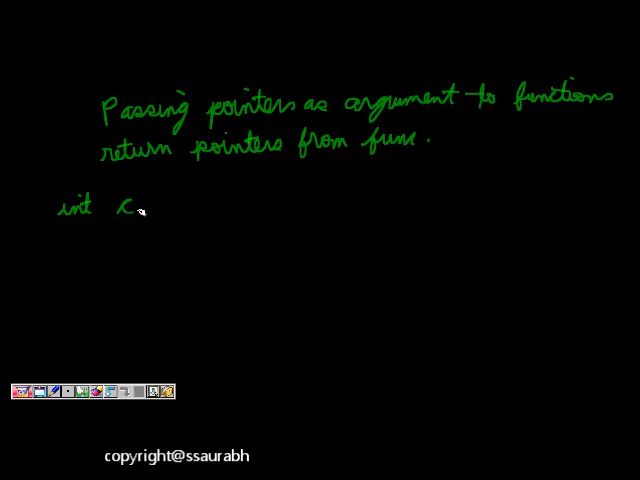 Passing pointers as argument to functions
return pointers from func.
int c
copyright@ssaurabh